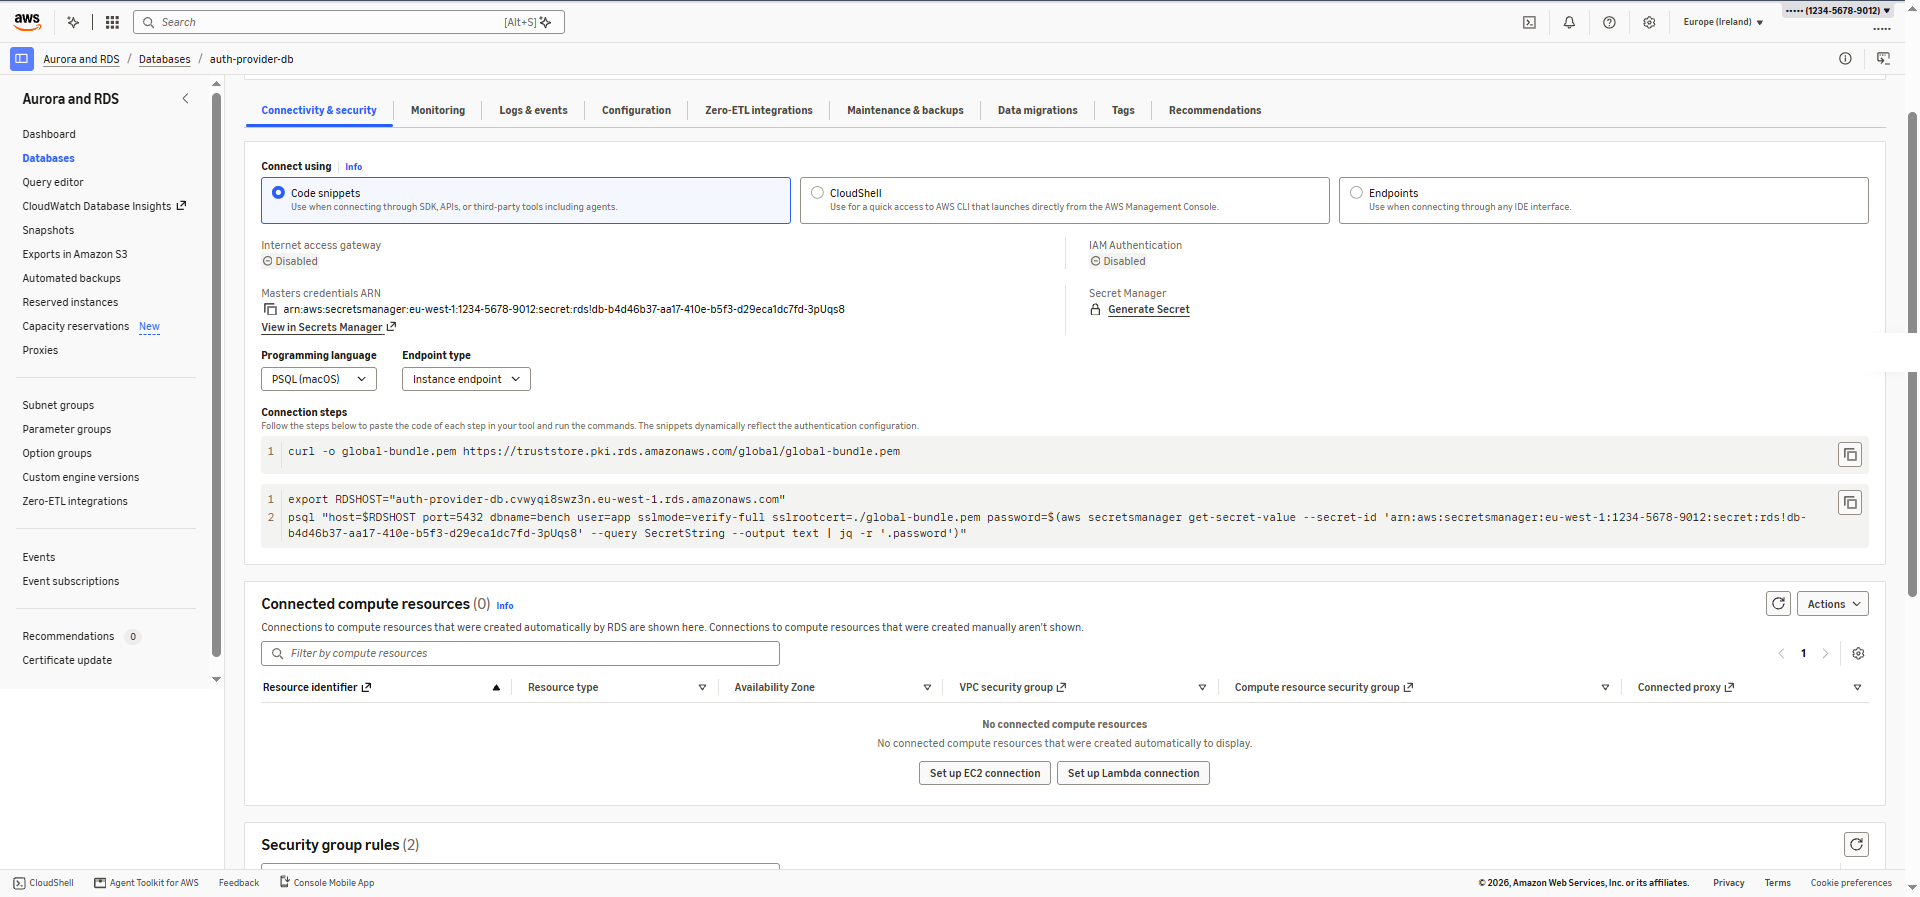 aws
Search
[Alt+S]
Europe (Ireland) ▼
••••• (1234-5678-9012) ▼
•••••
Aurora and RDS / Databases / auth-provider-db
Aurora and RDS
Dashboard
Databases
Query editor
CloudWatch Database Insights
Snapshots
Exports in Amazon S3
Automated backups
Reserved instances
Capacity reservations New
Proxies
Subnet groups
Parameter groups
Option groups
Custom engine versions
Zero-ETL integrations
Events
Event subscriptions
Recommendations 0
Certificate update
Connectivity & security
Monitoring
Logs & events
Configuration
Zero-ETL integrations
Maintenance & backups
Data migrations
Tags
Recommendations
Connect using Info
Code snippets
Use when connecting through SDK, APIs, or third-party tools including agents.
CloudShell
Use for a quick access to AWS CLI that launches directly from the AWS Management Console.
Endpoints
Use when connecting through any IDE interface.
Internet access gateway
Disabled
IAM Authentication
Disabled
Masters credentials ARN
arn:aws:secretsmanager:eu-west-1:1234-5678-9012:secret:rds!db-b4d46b37-aa17-410e-b5f3-d29eca1dc7fd-3pUqs8
View in Secrets Manager
Secret Manager
Generate Secret
Programming language
PSQL (macOS)
Endpoint type
Instance endpoint
Connection steps
Follow the steps below to paste the code of each step in your tool and run the commands. The snippets dynamically reflect the authentication configuration.
1 curl -o global-bundle.pem https://truststore.pki.rds.amazonaws.com/global/global-bundle.pem
1 export RDSHOST="auth-provider-db.cvwyqi8swz3n.eu-west-1.rds.amazonaws.com"
2 psql "host=$RDSHOST port=5432 dbname=bench user=app sslmode=verify-full sslrootcert=./global-bundle.pem password=$(aws secretsmanager get-secret-value --secret-id 'arn:aws:secretsmanager:eu-west-1:1234-5678-9012:secret:rds!db-
b4d46b37-aa17-410e-b5f3-d29eca1dc7fd-3pUqs8' --query SecretString --output text | jq -r '.password')"
Connected compute resources (0) Info
Actions
Connections to compute resources that were created automatically by RDS are shown here. Connections to compute resources that were created manually aren't shown.
Filter by compute resources
1
Resource identifier
Resource type
Availability Zone
VPC security group
Compute resource security group
Connected proxy
No connected compute resources
No connected compute resources that were created automatically to display.
Set up EC2 connection
Set up Lambda connection
Security group rules (2)
CloudShell
Agent Toolkit for AWS
Feedback
Console Mobile App
© 2026, Amazon Web Services, Inc. or its affiliates.
Privacy
Terms
Cookie preferences